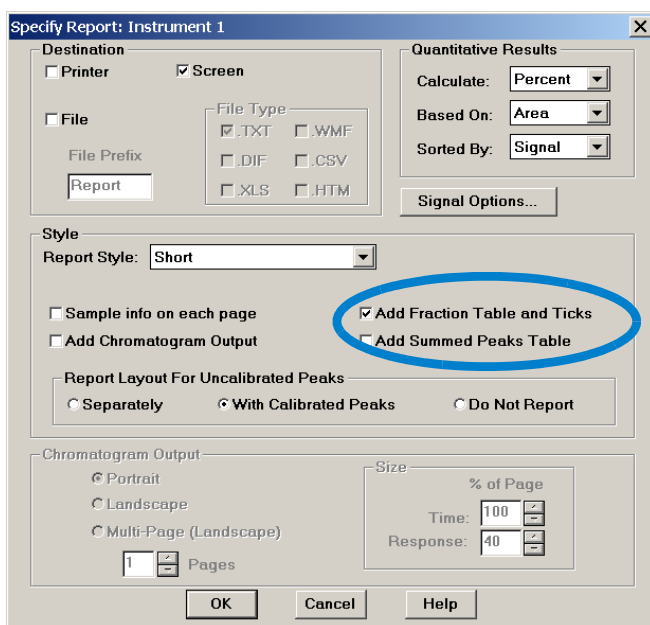 Specify Report: Instrument 1
Destination
Printer
Screen
File
File Prefix
Report
File Type
.TXT
.WMF
.DIF
.CSV
.XLS
.HTM
Quantitative Results
Calculate: Percent
Based On: Area
Sorted By: Signal
Signal Options...
Style
Report Style: Short
Sample info on each page
Add Fraction Table and Ticks
Add Chromatogram Output
Add Summed Peaks Table
Report Layout For Uncalibrated Peaks
Separately
With Calibrated Peaks
Do Not Report
Chromatogram Output
Portrait
Landscape
Multi-Page (Landscape)
1 Pages
Size
% of Page
Time: 100
Response: 40
OK
Cancel
Help